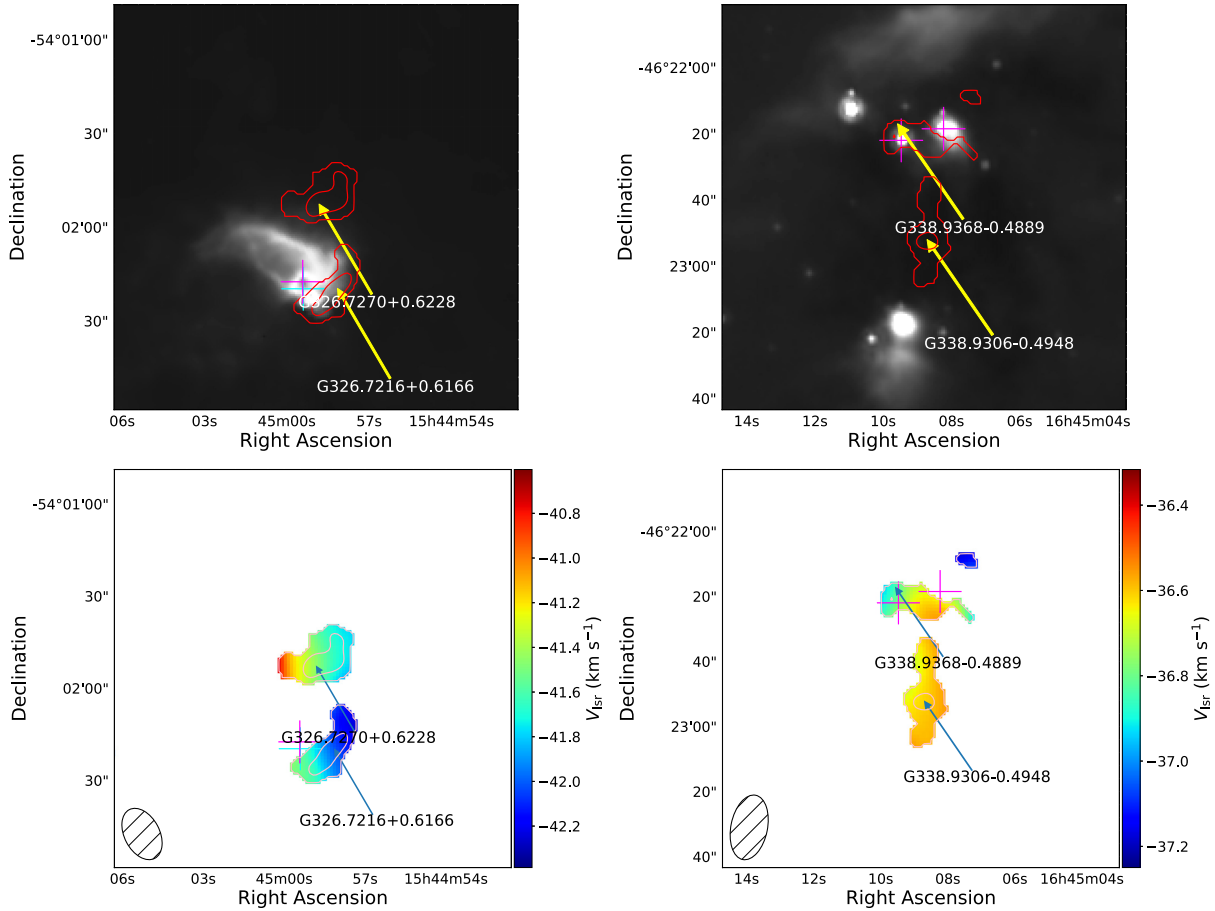 -54°01'00"
30"
02'00"
30"
Declination
G326.7270+0.6228
G326.7216+0.6166
06s
03s
45m00s
57s
15h44m54s
Right Ascension
-46°22'00"
20"
40"
23'00"
20"
40"
Declination
G338.9368-0.4889
G338.9306-0.4948
14s
12s
10s
08s
06s
16h45m04s
Right Ascension
-54°01'00"
30"
02'00"
30"
Declination
G326.7270+0.6228
G326.7216+0.6166
06s
03s
45m00s
57s
15h44m54s
Right Ascension
−40.8
−41.0
−41.2
−41.4
−41.6
−41.8
−42.0
−42.2
Vlsr (km s−1)
-46°22'00"
20"
40"
23'00"
20"
40"
Declination
G338.9368-0.4889
G338.9306-0.4948
14s
12s
10s
08s
06s
16h45m04s
Right Ascension
−36.4
−36.6
−36.8
−37.0
−37.2
Vlsr (km s−1)